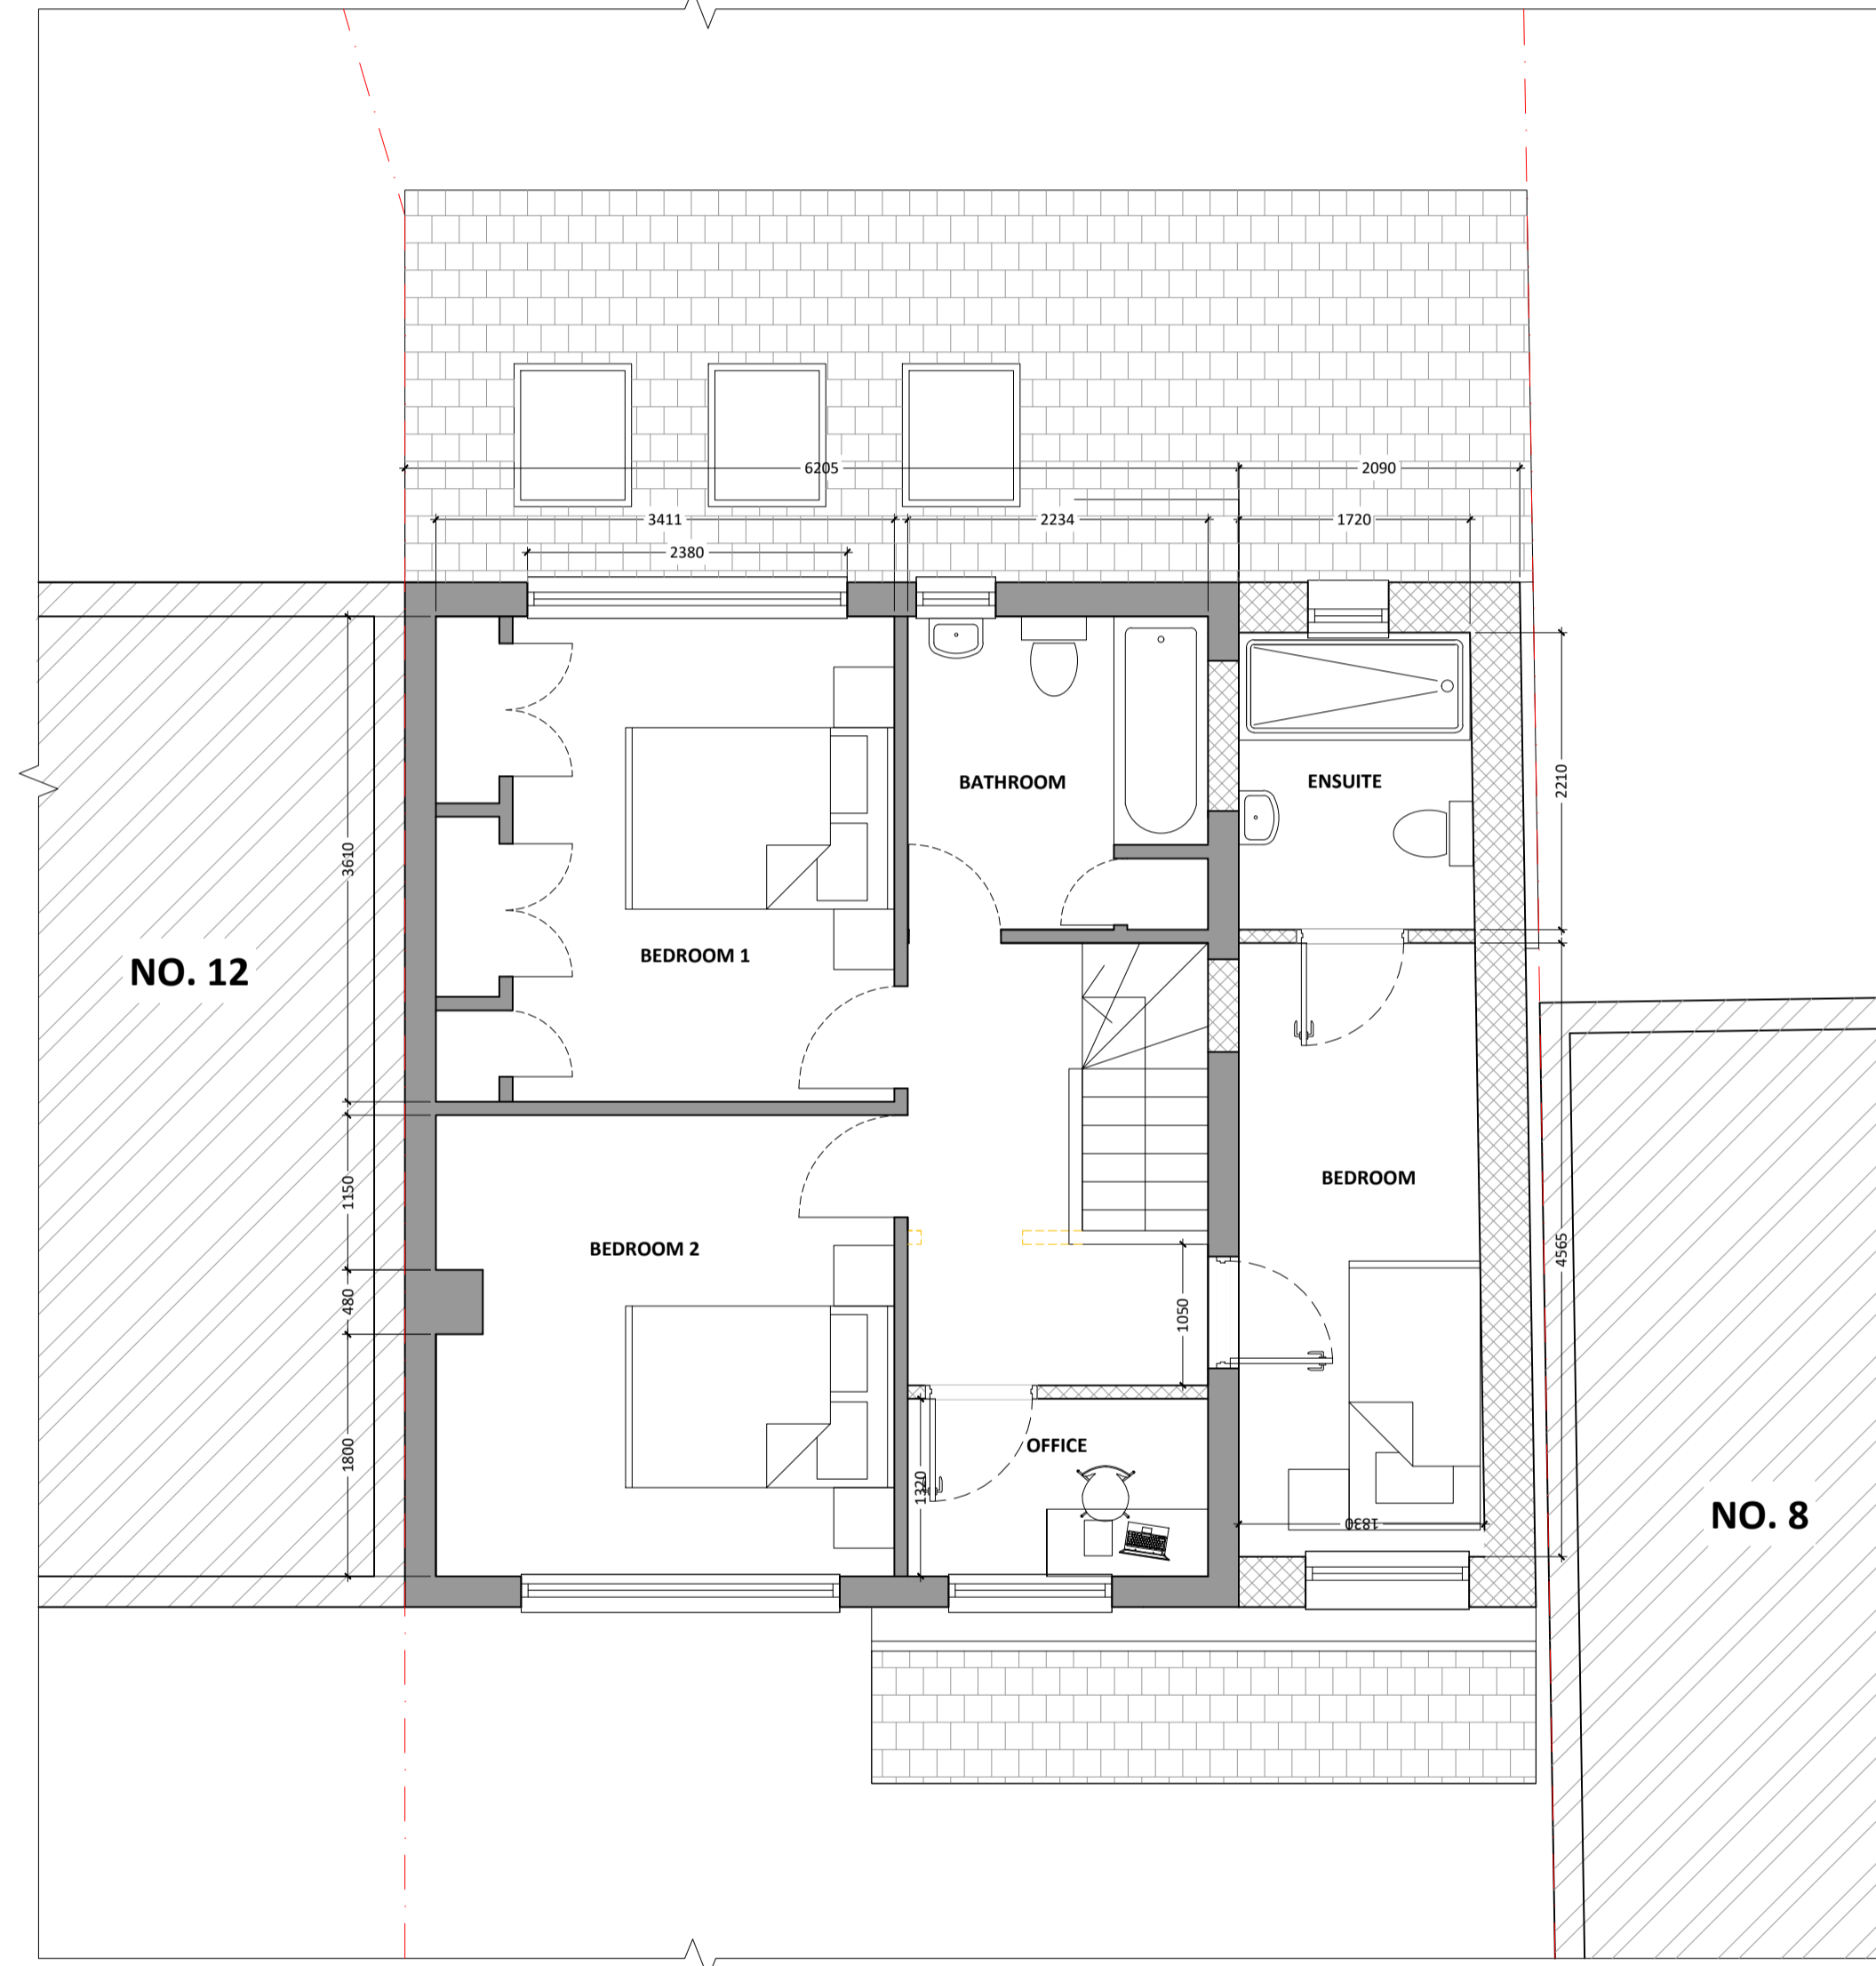 6205
2090
3411
2234
1720
2380
BATHROOM
ENSUITE
2210
3610
BEDROOM 1
NO. 12
BEDROOM
1150
BEDROOM 2
4565
480
1050
OFFICE
1800
1320
NO. 8
1830